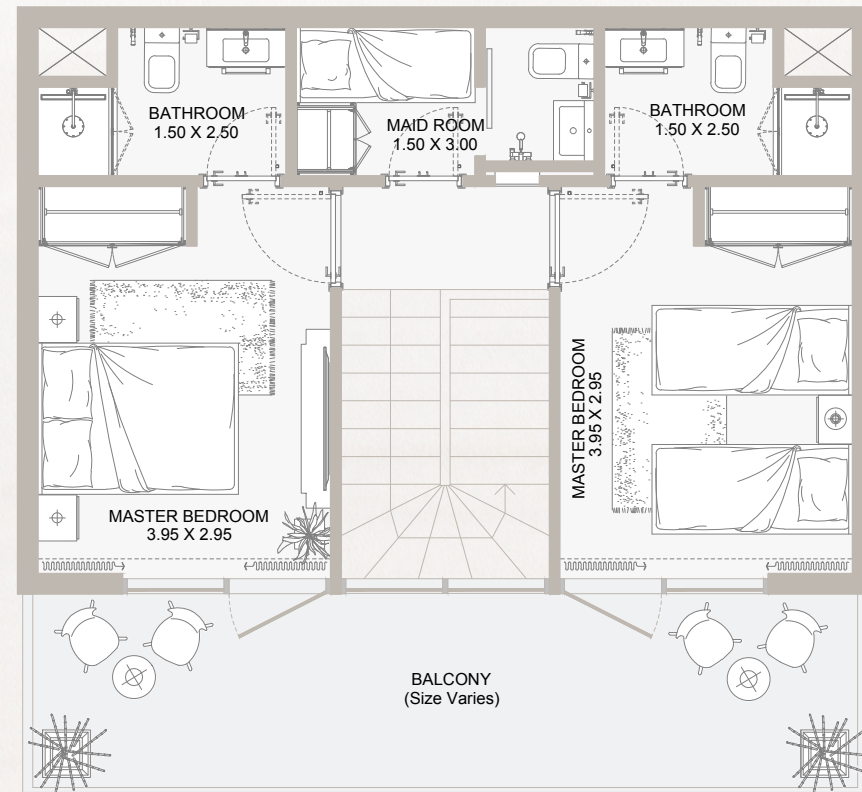 BATHROOM
1.50 X 2.50
MAID ROOM
1.50 X 3.00
BATHROOM
1.50 X 2.50
MASTER BEDROOM
3.95 X 2.95
MASTER BEDROOM
3.95 X 2.95
BALCONY
(Size Varies)